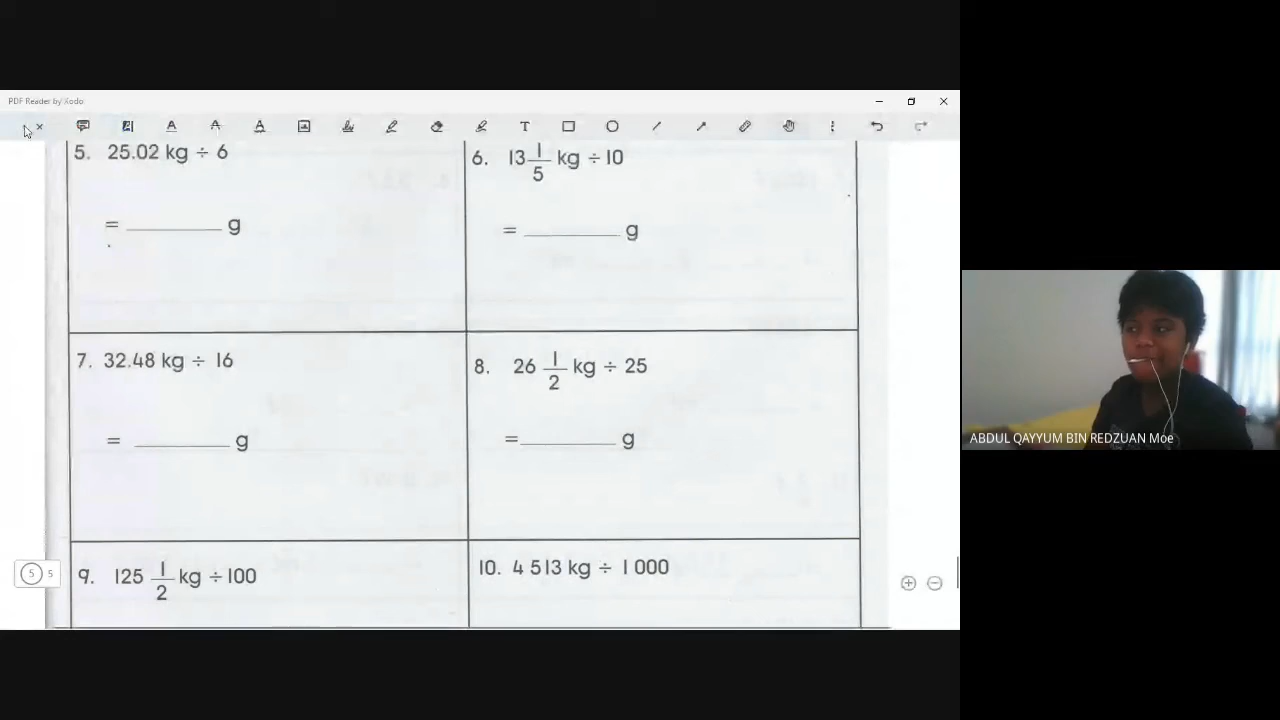 PDF Reader by Xodo
5. 25.02 kg ÷ 6
= ________ g
6. 13 1/5 kg ÷ 10
= ________ g
7. 32.48 kg ÷ 16
= ________ g
8. 26 1/2 kg ÷ 25
= ________ g
9. 125 1/2 kg ÷ 100
10. 4 513 kg ÷ 1 000
5 5
ABDUL QAYYUM BIN REDZUAN Moe